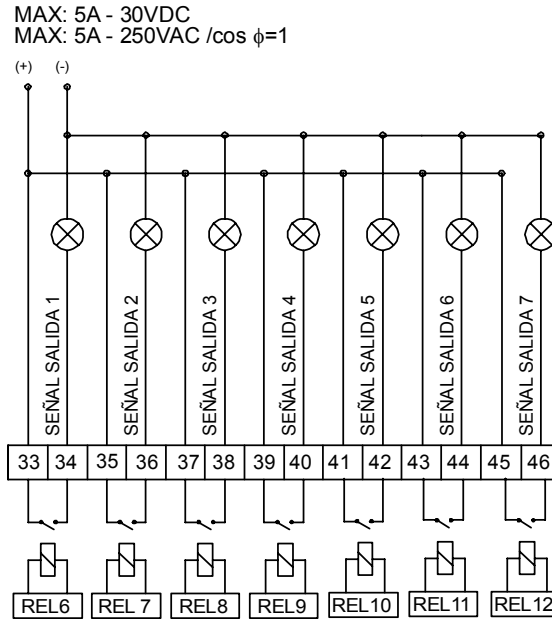 MAX: 5A - 30VDC
MAX: 5A - 250VAC /cos ϕ=1
(+) (-)
SEÑAL SALIDA 1
SEÑAL SALIDA 2
SEÑAL SALIDA 3
SEÑAL SALIDA 4
SEÑAL SALIDA 5
SEÑAL SALIDA 6
SEÑAL SALIDA 7
33 34 35 36 37 38 39 40 41 42 43 44 45 46
REL6 REL 7 REL8 REL9 REL10 REL11 REL12